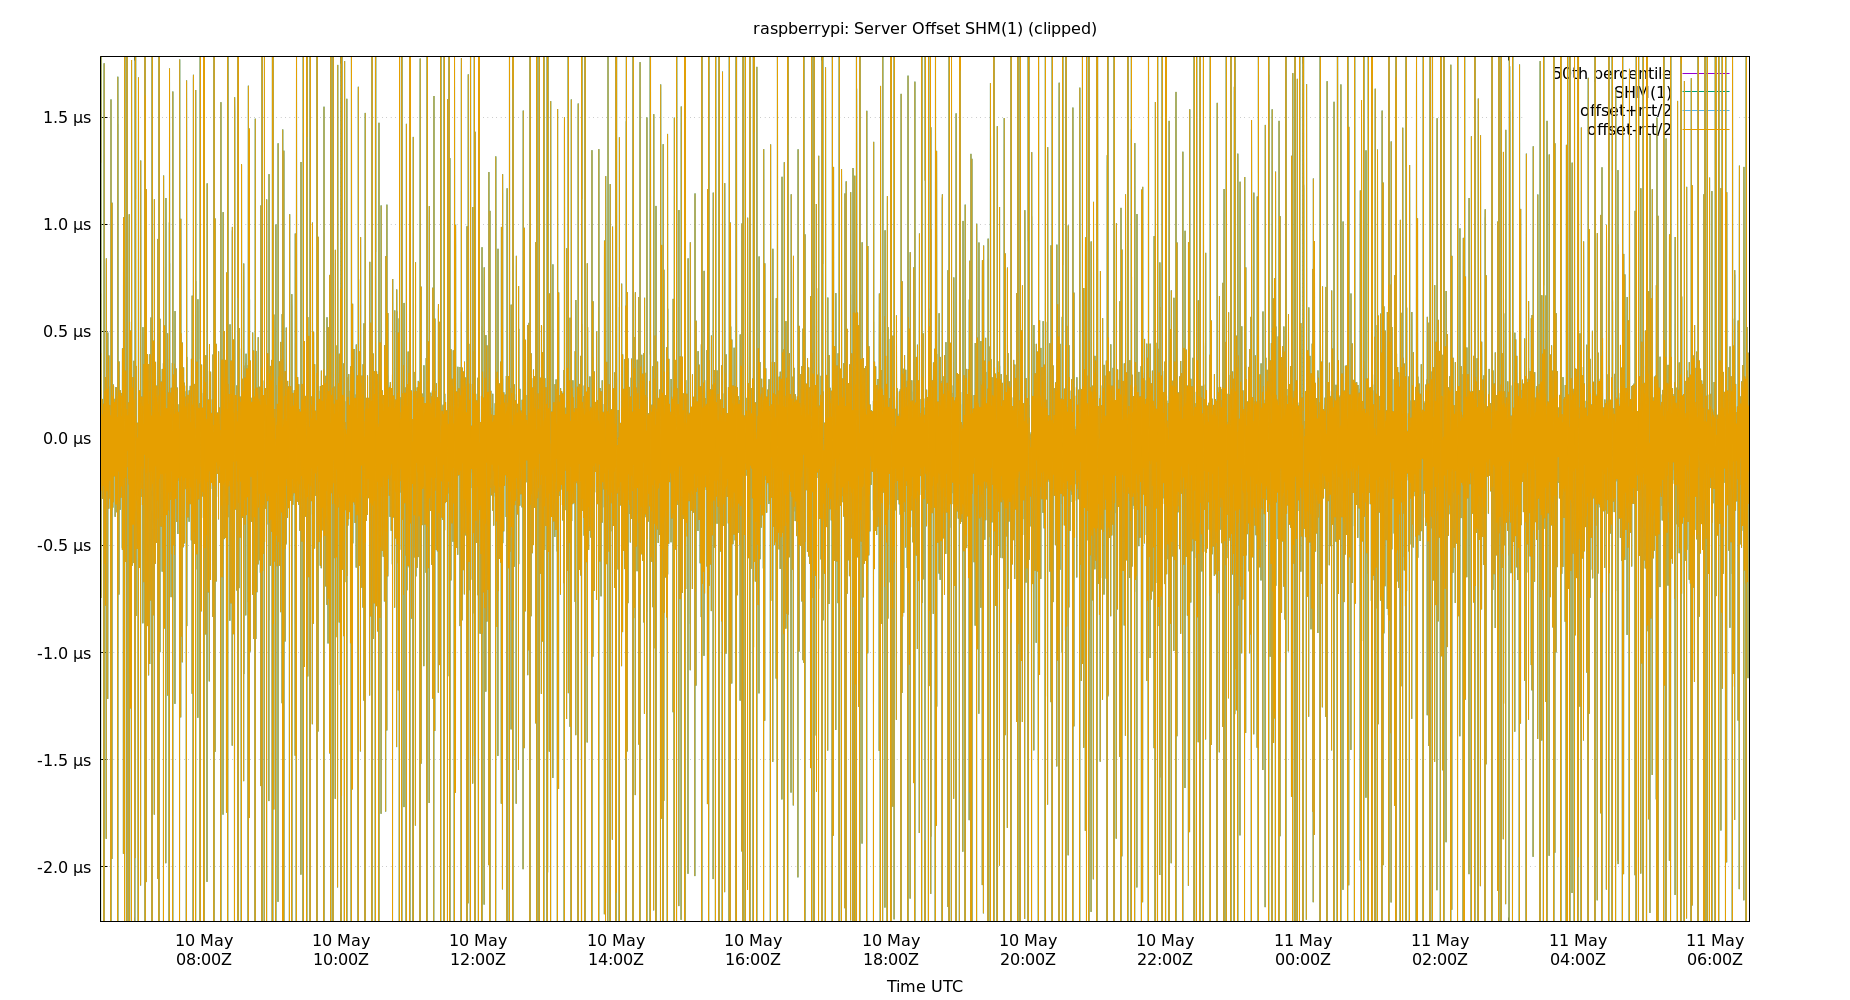 raspberrypi: Server Offset SHM(1) (clipped)
50th percentile
SHM(1)
offset+rtt/2
offset-rtt/2
1.5 µs
1.0 µs
0.5 µs
0.0 µs
-0.5 µs
-1.0 µs
-1.5 µs
-2.0 µs
10 May 10 May 10 May 10 May 10 May 10 May 10 May 10 May 11 May 11 May 11 May 11 May
08:00Z 10:00Z 12:00Z 14:00Z 16:00Z 18:00Z 20:00Z 22:00Z 00:00Z 02:00Z 04:00Z 06:00Z
Time UTC